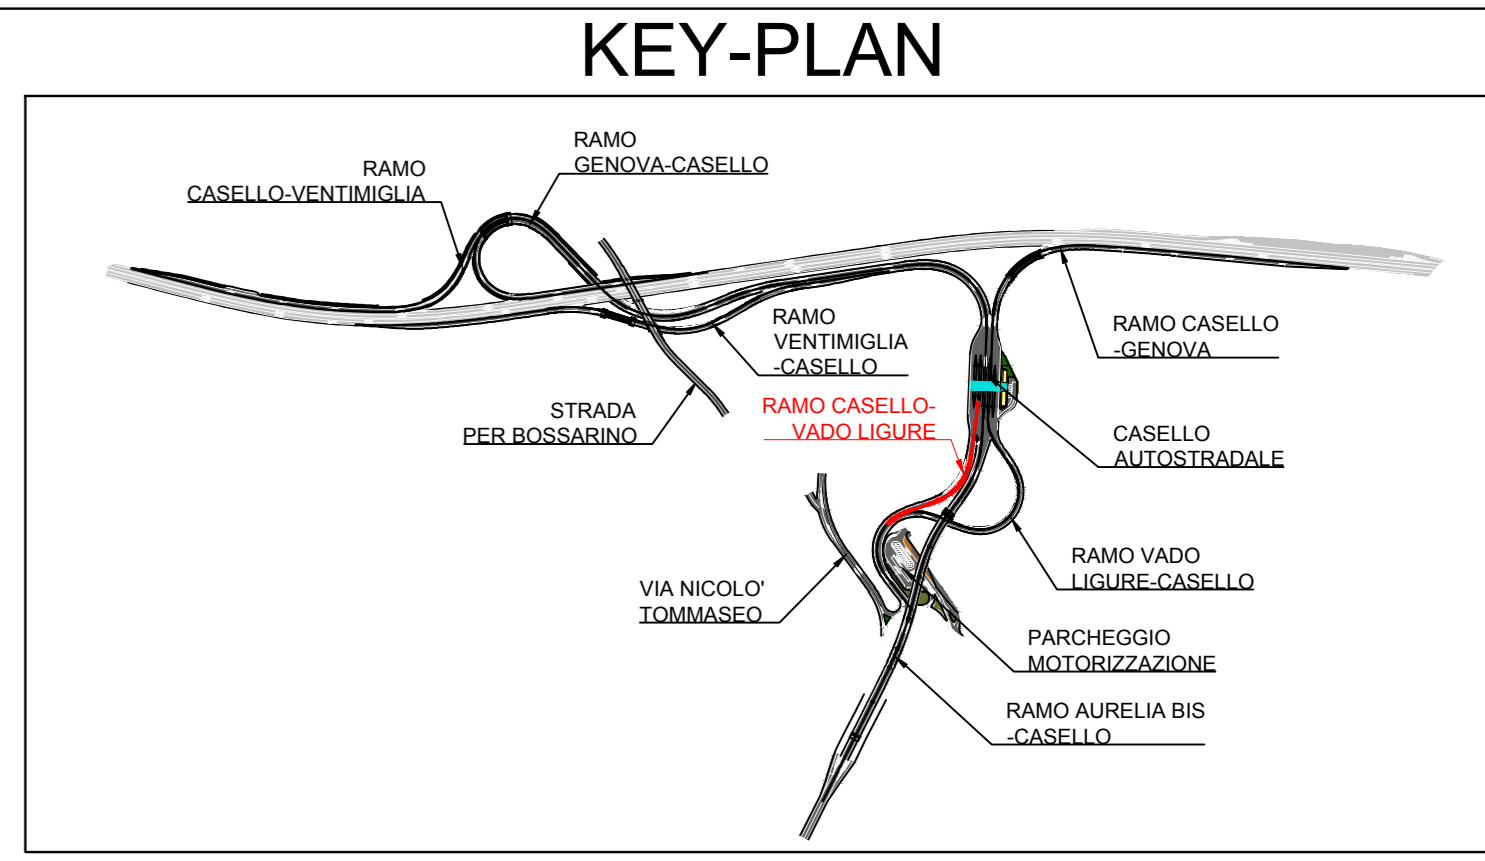 KEY-PLAN
RAMO
GENOVA-CASELLO
RAMO
CASELLO-VENTIMIGLIA
RAMO
VENTIMIGLIA
-CASELLO
RAMO CASELLO
-GENOVA
STRADA
PER BOSSARINO
RAMO CASELLO-
VADO LIGURE
CASELLO
AUTOSTRADALE
VIA NICOLO'
TOMMASEO
RAMO VADO
LIGURE-CASELLO
PARCHEGGIO
MOTORIZZAZIONE
RAMO AURELIA BIS
-CASELLO